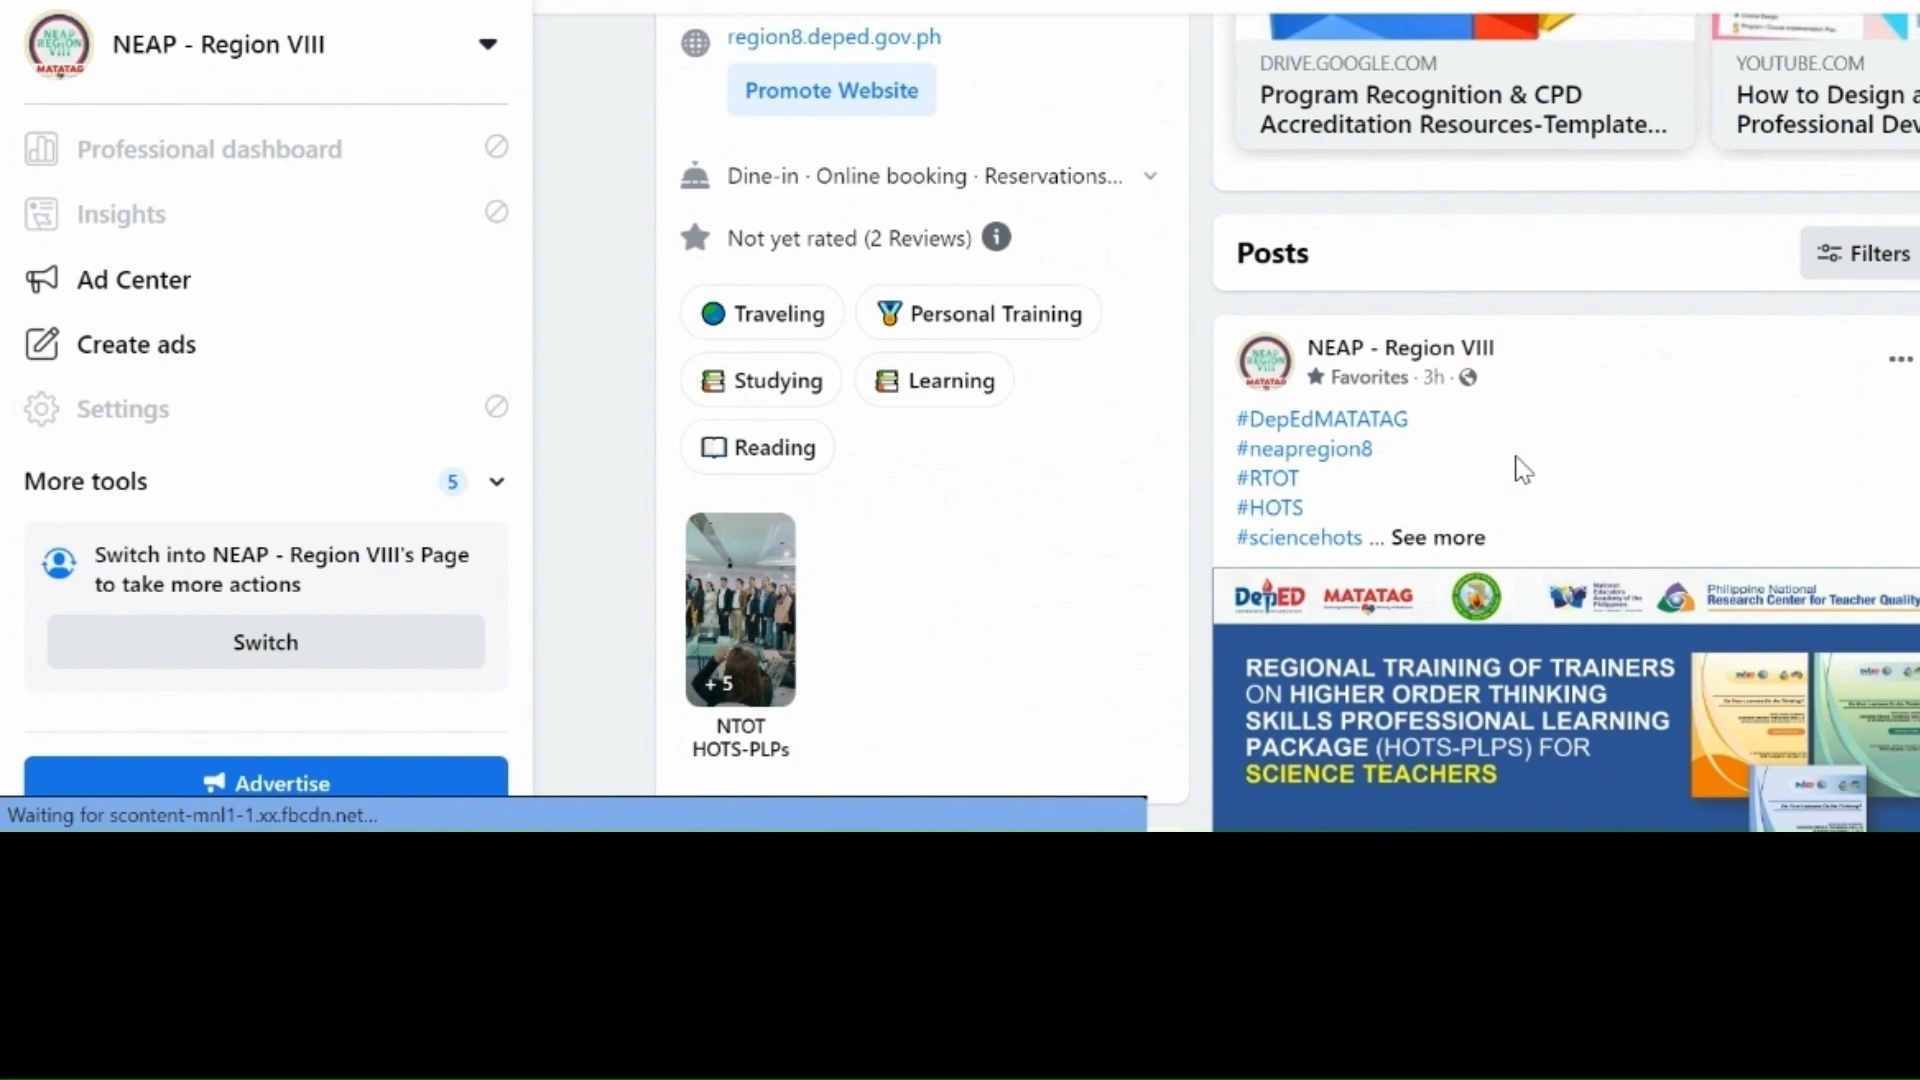 NEAP - Region VIII
Professional dashboard
Insights
Ad Center
Create ads
Settings
More tools
5
Switch into NEAP - Region VIII's Page
to take more actions
Switch
Advertise
Waiting for scontent-mnl1-1.xx.fbcdn.net...
region8.deped.gov.ph
Promote Website
Dine-in · Online booking · Reservations...
Not yet rated (2 Reviews)
Traveling
Personal Training
Studying
Learning
Reading
+ 5
NTOT
HOTS-PLPs
DRIVE.GOOGLE.COM
Program Recognition & CPD
Accreditation Resources-Template...
YOUTUBE.COM
How to Design a
Professional Dev
Posts
Filters
NEAP - Region VIII
Favorites · 3h ·
#DepEdMATATAG
#neapregion8
#RTOT
#HOTS
#sciencehots ... See more
DepED
MATATAG
Philippine National
Research Center for Teacher Quality
REGIONAL TRAINING OF TRAINERS
ON HIGHER ORDER THINKING
SKILLS PROFESSIONAL LEARNING
PACKAGE (HOTS-PLPS) FOR
SCIENCE TEACHERS